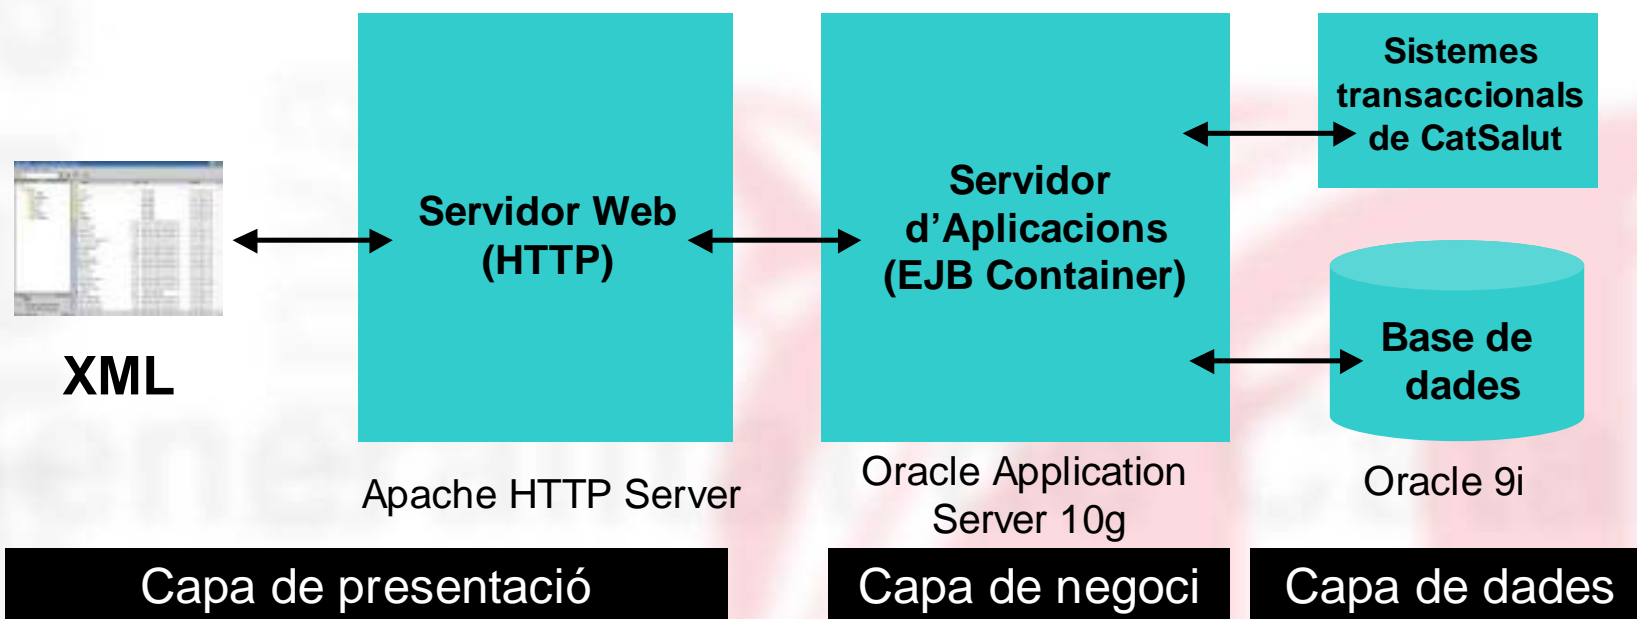 XML
Servidor Web
(HTTP)
Apache HTTP Server
Capa de presentació
Servidor
d’Aplicacions
(EJB Container)
Oracle Application
Server 10g
Capa de negoci
Sistemes
transaccionals
de CatSalut
Base de
dades
Oracle 9i
Capa de dades